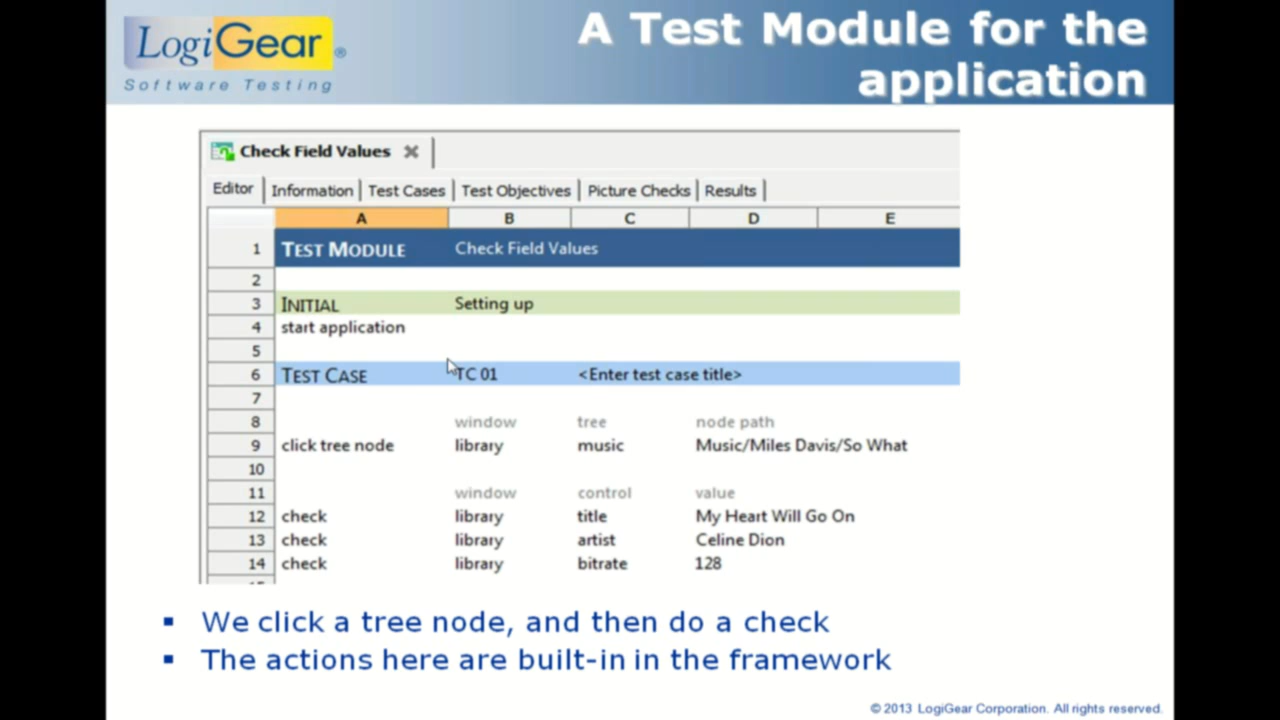 LogiGear®
Software Testing
A Test Module for the
application
Check Field Values
Editor Information Test Cases Test Objectives Picture Checks Results
A B C D E
1 TEST MODULE Check Field Values
2
3 INITIAL Setting up
4 start application
5
6 TEST CASE TC 01 <Enter test case title>
7
8 window tree node path
9 click tree node library music Music/Miles Davis/So What
10
11 window control value
12 check library title My Heart Will Go On
13 check library artist Celine Dion
14 check library bitrate 128
▪ We click a tree node, and then do a check
▪ The actions here are built-in in the framework
© 2013 LogiGear Corporation. All rights reserved.